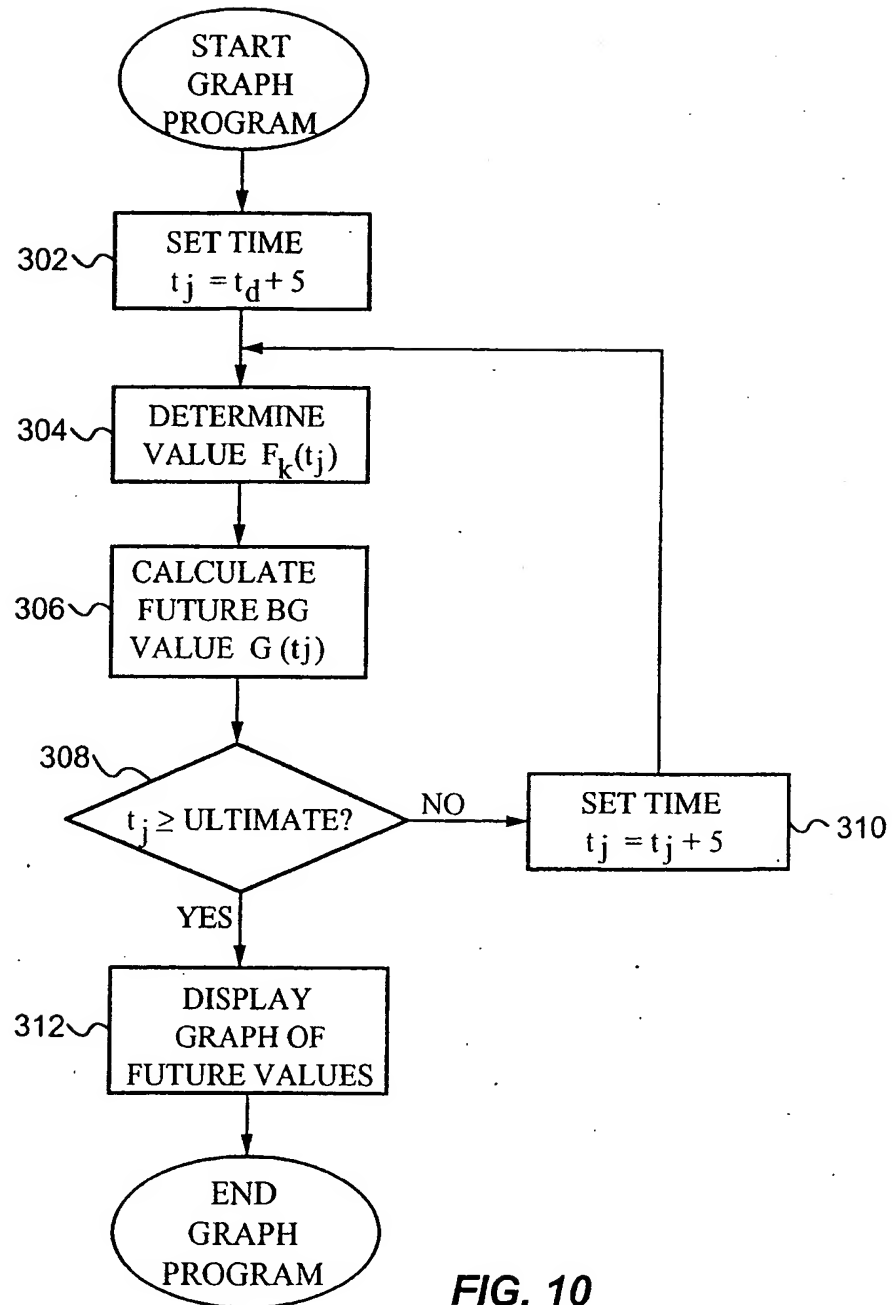 START
GRAPH
PROGRAM
302
SET TIME
t_j = t_d + 5
304
DETERMINE
VALUE F_k(t_j)
306
CALCULATE
FUTURE BG
VALUE G (tj)
308
t_j ≥ ULTIMATE?
NO
SET TIME
t_j = t_j + 5
310
YES
312
DISPLAY
GRAPH OF
FUTURE VALUES
END
GRAPH
PROGRAM
FIG. 10